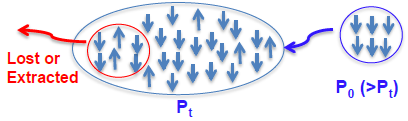 Lost or
Extracted
Pt
P0 (>Pt)